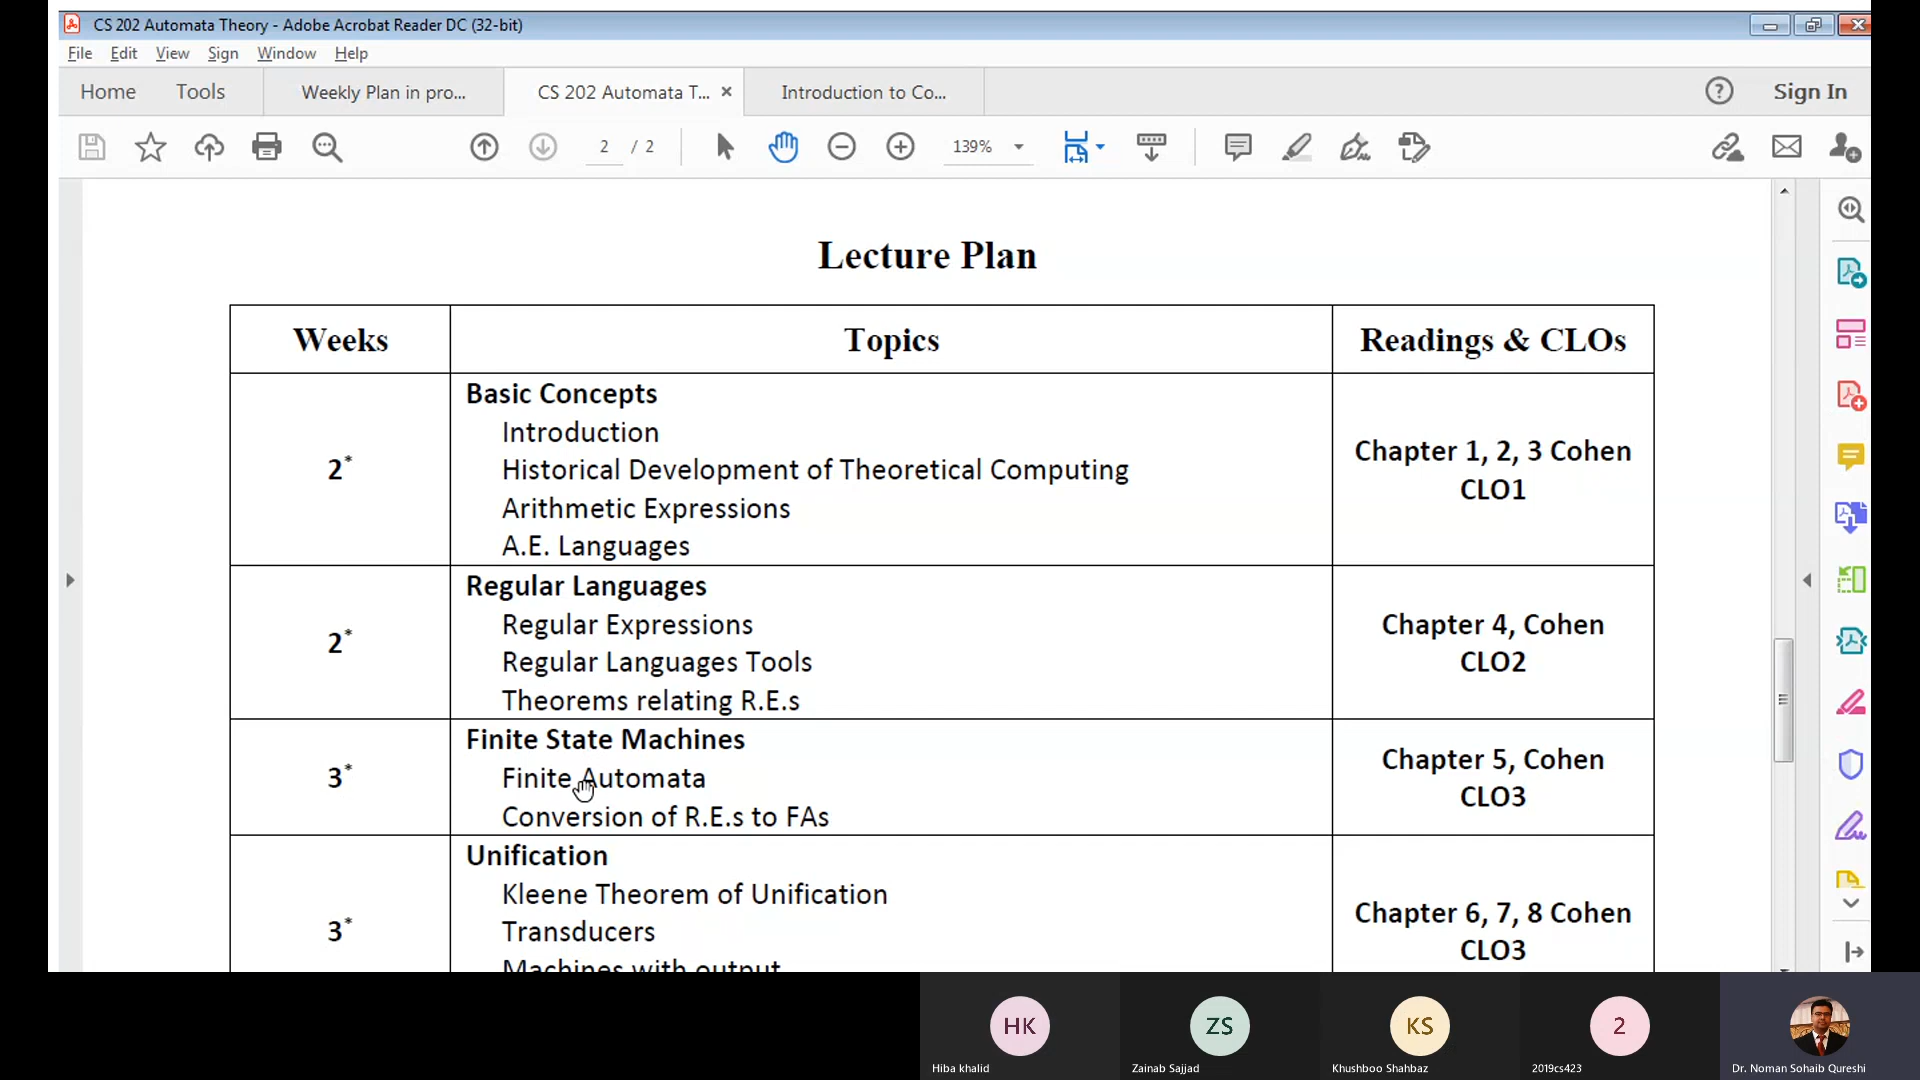 CS 202 Automata Theory - Adobe Acrobat Reader DC (32-bit)
File Edit View Sign Window Help
Home Tools Weekly Plan in pro... CS 202 Automata T... × Introduction to Co... ? Sign In
2 / 2 139%
Lecture Plan
Weeks Topics Readings & CLOs
Basic Concepts
Introduction
Historical Development of Theoretical Computing
Arithmetic Expressions
A.E. Languages
2*
Chapter 1, 2, 3 Cohen
CLO1
Regular Languages
Regular Expressions
Regular Languages Tools
Theorems relating R.E.s
2*
Chapter 4, Cohen
CLO2
Finite State Machines
Finite Automata
Conversion of R.E.s to FAs
3*
Chapter 5, Cohen
CLO3
Unification
Kleene Theorem of Unification
Transducers
Machines with output
3*
Chapter 6, 7, 8 Cohen
CLO3
HK ZS KS 2
Hiba khalid Zainab Sajjad Khushboo Shahbaz 2019cs423 Dr. Noman Sohaib Qureshi